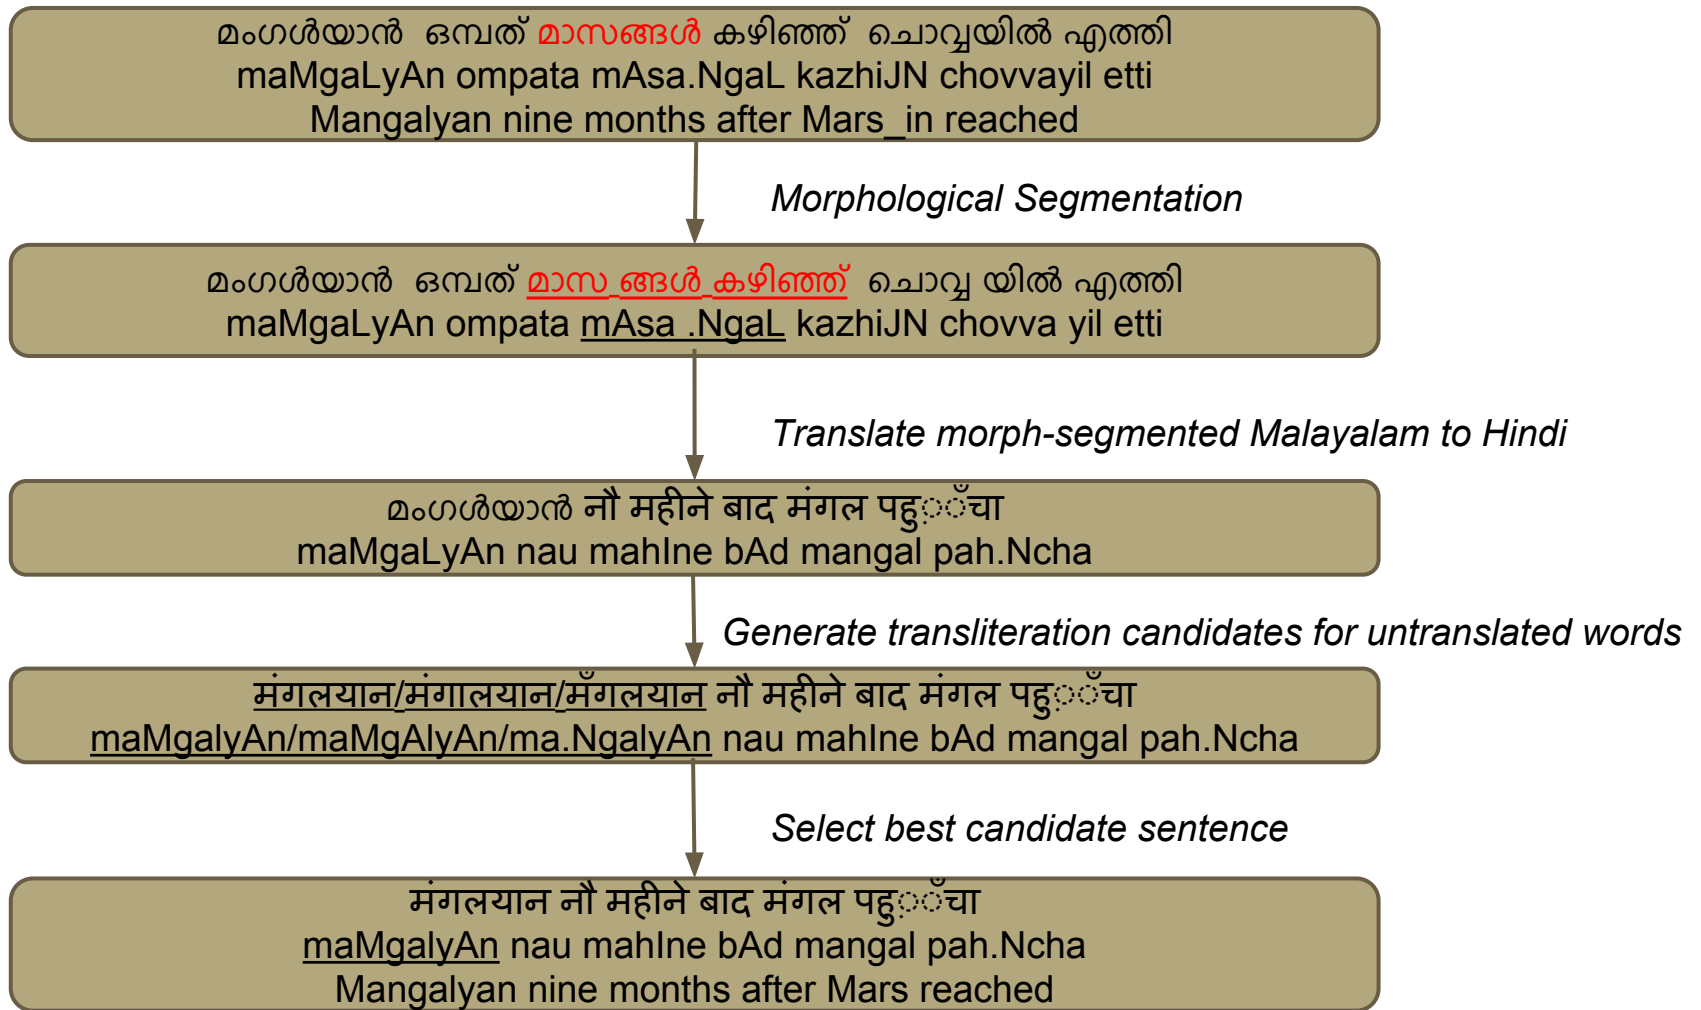 മംഗൾയാൻ ഒമ്പത് മാസങ്ങൾ കഴിഞ്ഞ് ചൊവ്വയിൽ എത്തി
maMgaLyAn ompata mAsa.NgaL kazhiJN chovvayil etti
Mangalyan nine months after Mars_in reached
Morphological Segmentation
മംഗൾയാൻ ഒമ്പത് മാസ ങ്ങൾ കഴിഞ്ഞ് ചൊവ്വ യിൽ എത്തി
maMgaLyAn ompata mAsa .NgaL kazhiJN chovva yil etti
Translate morph-segmented Malayalam to Hindi
മംഗൾയാൻ नौ महीने बाद मंगल पहु़ँचा
maMgaLyAn nau mahIne bAd mangal pah.Ncha
Generate transliteration candidates for untranslated words
मंगलयान/मंगालयान/मँगलयान नौ महीने बाद मंगल पहु़ँचा
maMgalyAn/maMgAlyAn/ma.NgalyAn nau mahIne bAd mangal pah.Ncha
Select best candidate sentence
मंगलयान नौ महीने बाद मंगल पहु़ँचा
maMgalyAn nau mahIne bAd mangal pah.Ncha
Mangalyan nine months after Mars reached